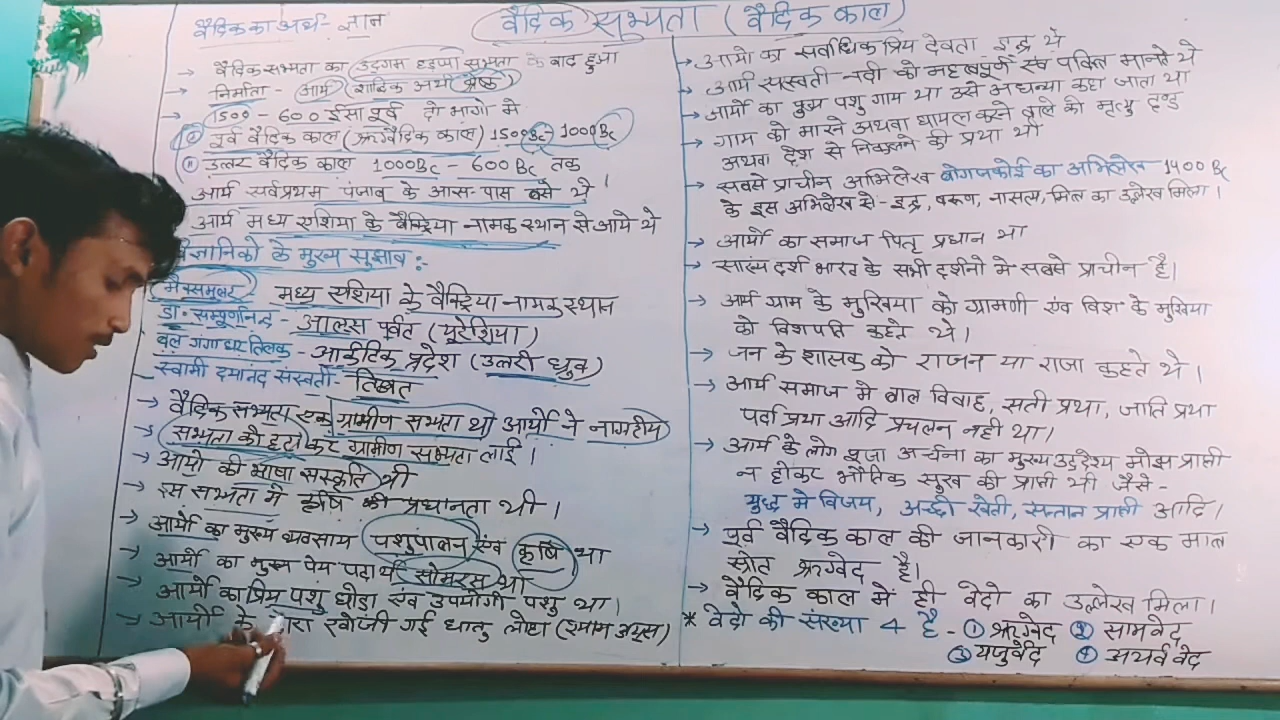 वैदिक सभ्यता (वैदिक काल)
वैदिक का अर्थ - ज्ञान
→ वैदिक सभ्यता का उद्गम हड़प्पा सभ्यता के बाद हुआ
→ निर्माता - आर्य (शाब्दिक अर्थ श्रेष्ठ)
→ 1500 - 600 ईसा पूर्व दो भागो मे
① पूर्व वैदिक काल (ऋग्वैदिक काल) 1500BC - 1000BC
② उत्तर वैदिक काल 1000BC - 600BC तक
आर्य सर्वप्रथम पंजाब के आस-पास बसे थे।
आर्य मध्य एशिया के बैक्ट्रिया नामक स्थान से आये थे
के मुख्य सुझाव :-
मैक्समूलर मध्य एशिया के बैक्ट्रिया नामक स्थान
डा. सम्पूर्णानन्द - आल्पस पर्वत (यूरेशिया)
बल गंगाधर तिलक - आर्कटिक प्रदेश (उत्तरी ध्रुव)
स्वामी दयानंद सरस्वती - तिब्बत
→ वैदिक सभ्यता एक ग्रामीण सभ्यता थी आर्यो ने नागरीय
→ सभ्यता को हटा कर ग्रामीण सभ्यता लाई।
→ आर्यो की भाषा संस्कृति थी
→ इस सभ्यता मे कृषि की प्रधानता थी।
→ आर्यो का मुख्य व्यवसाय पशुपालन एंव कृषि था
→ आर्यो का मुख्य पेय पदार्थ सोमरस था
→ आर्यो का प्रिय पशु घोड़ा एंव उपयोगी पशु था।
→ आर्यो के खोजी गई धातु लोहा (श्याम अयस)
→ आर्यो का सर्वाधिक प्रिय देवता इन्द्र थे
→ आर्य सरस्वती नदी को महत्वपूर्ण एंव पवित्र मानते थे
→ आर्यो का मुख्य पशु गाय था उसे अघन्या कहा जाता था
→ गाय को मारने अथवा घायल करने वाले को मृत्यु दण्ड
अथवा देश से निकालने की प्रथा थी
→ सबसे प्राचीन अभिलेख बोगजकोई का अभिलेख 1400 BC
के इस अभिलेख से - इन्द्र, वरूण, नासत्य, मित्र का उल्लेख मिला।
→ आर्यो का समाज पितृ प्रधान था
→ सांख्य दर्श भारत के सभी दर्शनो मे सबसे प्राचीन है।
→ आर्य ग्राम के मुखिया को ग्रामणी एंव विश के मुखिया
को विशपति कहते थे।
→ जन के शासक को राजन या राजा कहते थे।
→ आर्य समाज मे बाल विवाह, सती प्रथा, जाति प्रथा
पर्दा प्रथा आदि प्रचलन नही था।
→ आर्य के लोग पूजा अर्चना का मुख्य उद्देश्य मोक्ष प्राप्ती
न होकर भौतिक सुख की प्राप्ती थी जैसे -
युद्ध मे विजय, अच्छी खेती, सन्तान प्राप्ती आदि।
→ पूर्व वैदिक काल की जानकारी का एक मात्र
स्रोत ऋग्वेद है।
→ वैदिक काल में ही वेदो का उल्लेख मिला।
* वेदो की संख्या 4 है - ① ऋग्वेद ② सामवेद
③ यजुर्वेद ④ अथर्व वेद